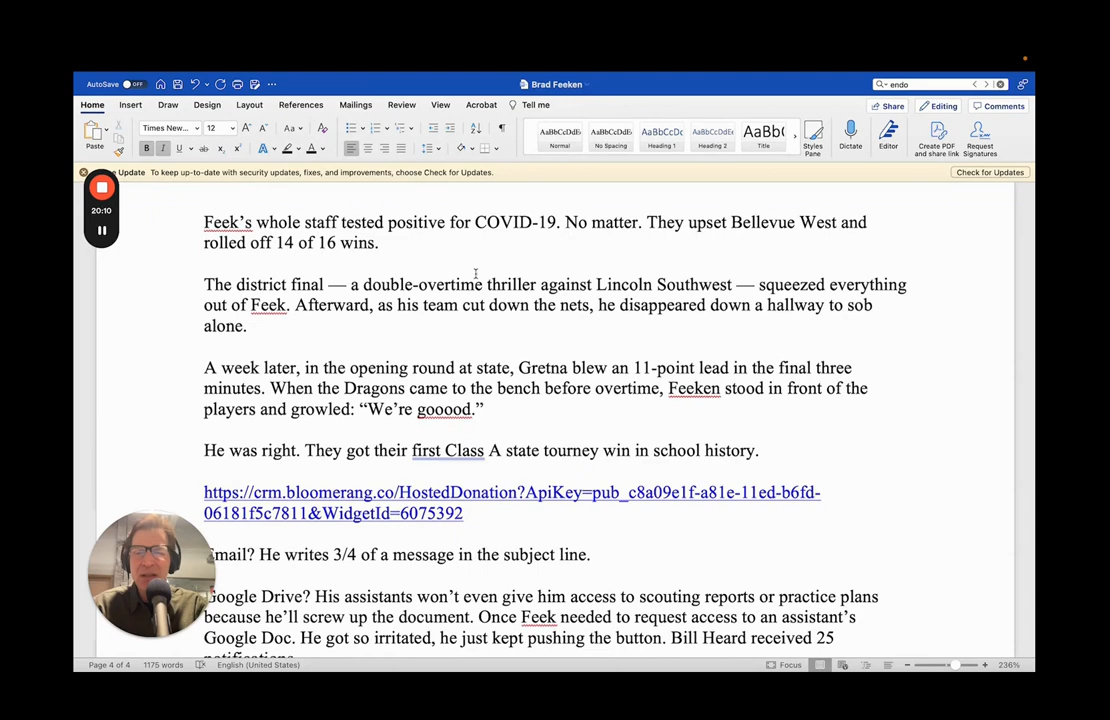 AutoSave OFF
Brad Feeken
endo
Home Insert Draw Design Layout References Mailings Review View Acrobat Tell me
Share Editing Comments
Times New... 12
Paste
AaBbCcDdEe Normal
AaBbCcDdEe No Spacing
AaBbCcDc Heading 1
AaBbCcDdEe Heading 2
AaBb( Title
Styles Pane
Dictate
Editor
Create PDF and share link
Request Signatures
Update To keep up-to-date with security updates, fixes, and improvements, choose Check for Updates.
Check for Updates
20:10
Feek’s whole staff tested positive for COVID-19. No matter. They upset Bellevue West and
rolled off 14 of 16 wins.
The district final — a double-overtime thriller against Lincoln Southwest — squeezed everything
out of Feek. Afterward, as his team cut down the nets, he disappeared down a hallway to sob
alone.
A week later, in the opening round at state, Gretna blew an 11-point lead in the final three
minutes. When the Dragons came to the bench before overtime, Feeken stood in front of the
players and growled: “We’re gooood.”
He was right. They got their first Class A state tourney win in school history.
https://crm.bloomerang.co/HostedDonation?ApiKey=pub_c8a09e1f-a81e-11ed-b6fd-
06181f5c7811&WidgetId=6075392
Email? He writes 3/4 of a message in the subject line.
Google Drive? His assistants won’t even give him access to scouting reports or practice plans
because he’ll screw up the document. Once Feek needed to request access to an assistant’s
Google Doc. He got so irritated, he just kept pushing the button. Bill Heard received 25
notifications.
Page 4 of 4 1175 words English (United States)
Focus
236%